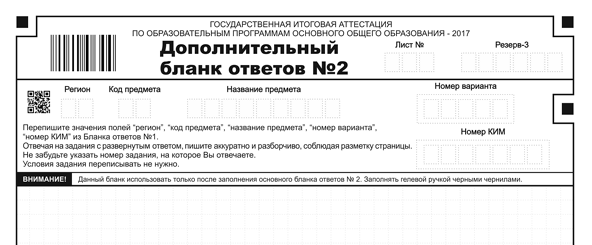 ГОСУДАРСТВЕННАЯ ИТОГОВАЯ АТТЕСТАЦИЯ
ПО ОБРАЗОВАТЕЛЬНЫМ ПРОГРАММАМ ОСНОВНОГО ОБЩЕГО ОБРАЗОВАНИЯ - 2017
Дополнительный
бланк ответов №2
Лист №
Резерв-3
Регион
Код предмета
Название предмета
Номер варианта
Перепишите значения полей "регион", "код предмета", "название предмета", "номер варианта",
"номер КИМ" из Бланка ответов №1.
Отвечая на задания с развернутым ответом, пишите аккуратно и разборчиво, соблюдая разметку страницы.
Не забудьте указать номер задания, на которое Вы отвечаете.
Условия задания переписывать не нужно.
Номер КИМ
ВНИМАНИЕ! Данный бланк использовать только после заполнения основного бланка ответов № 2. Заполнять гелевой ручкой черными чернилами.